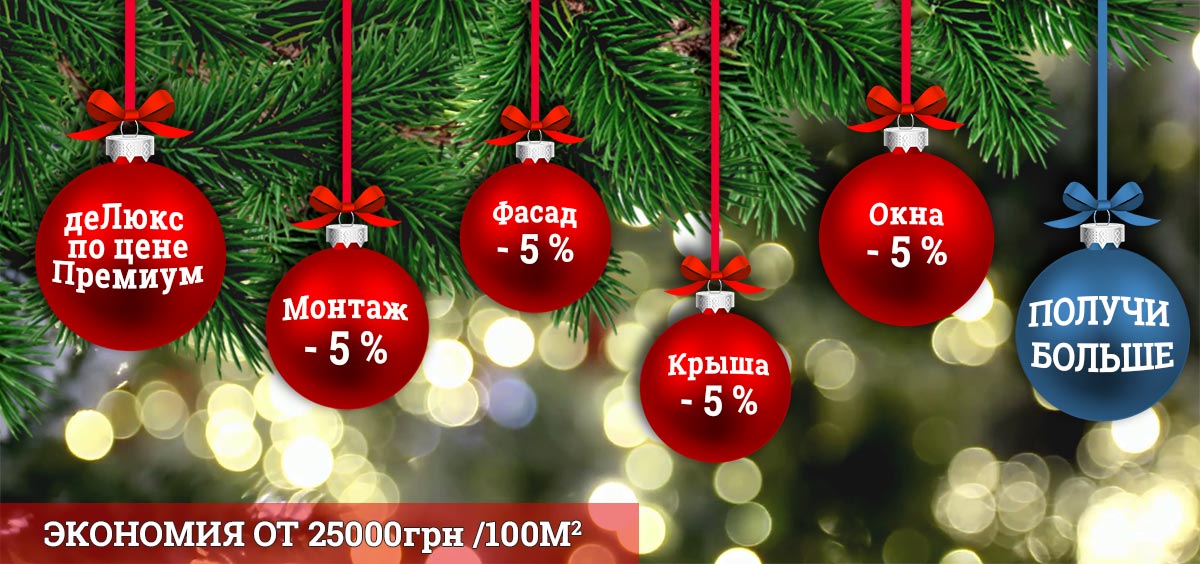 деЛюкс
по цене
Премиум
Монтаж
- 5 %
Фасад
- 5 %
Крыша
- 5 %
Окна
- 5 %
ПОЛУЧИ
БОЛЬШЕ
ЭКОНОМИЯ ОТ 25000грн /100М²